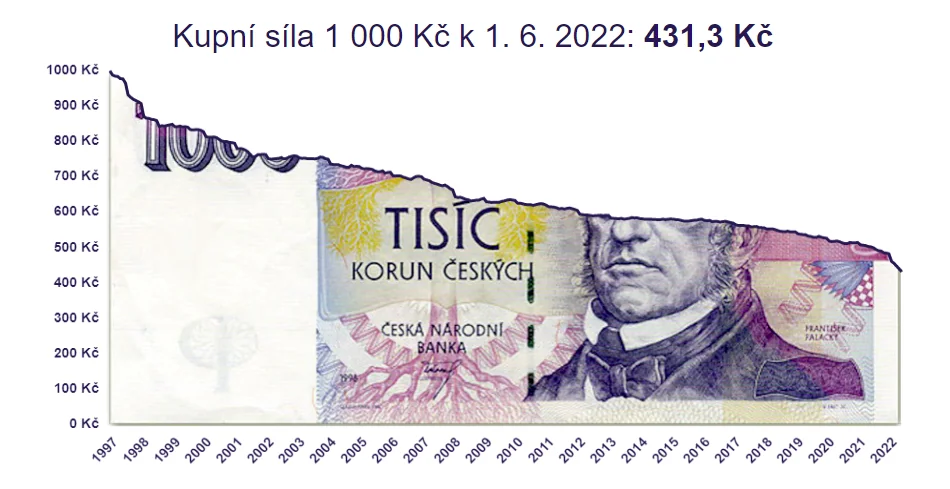 Kupní síla 1 000 Kč k 1. 6. 2022: 431,3 Kč
1000 Kč
900 Kč
800 Kč
700 Kč
600 Kč
500 Kč
400 Kč
300 Kč
200 Kč
100 Kč
0 Kč
1000
TISÍC
KORUN ČESKÝCH
ČESKÁ NÁRODNÍ
BANKA
1996
FRANTIŠEK
PALACKÝ
1997 1998 1999 2000 2001 2002 2003 2004 2005 2006 2007 2008 2009 2010 2011 2012 2013 2014 2015 2016 2017 2018 2019 2020 2021 2022